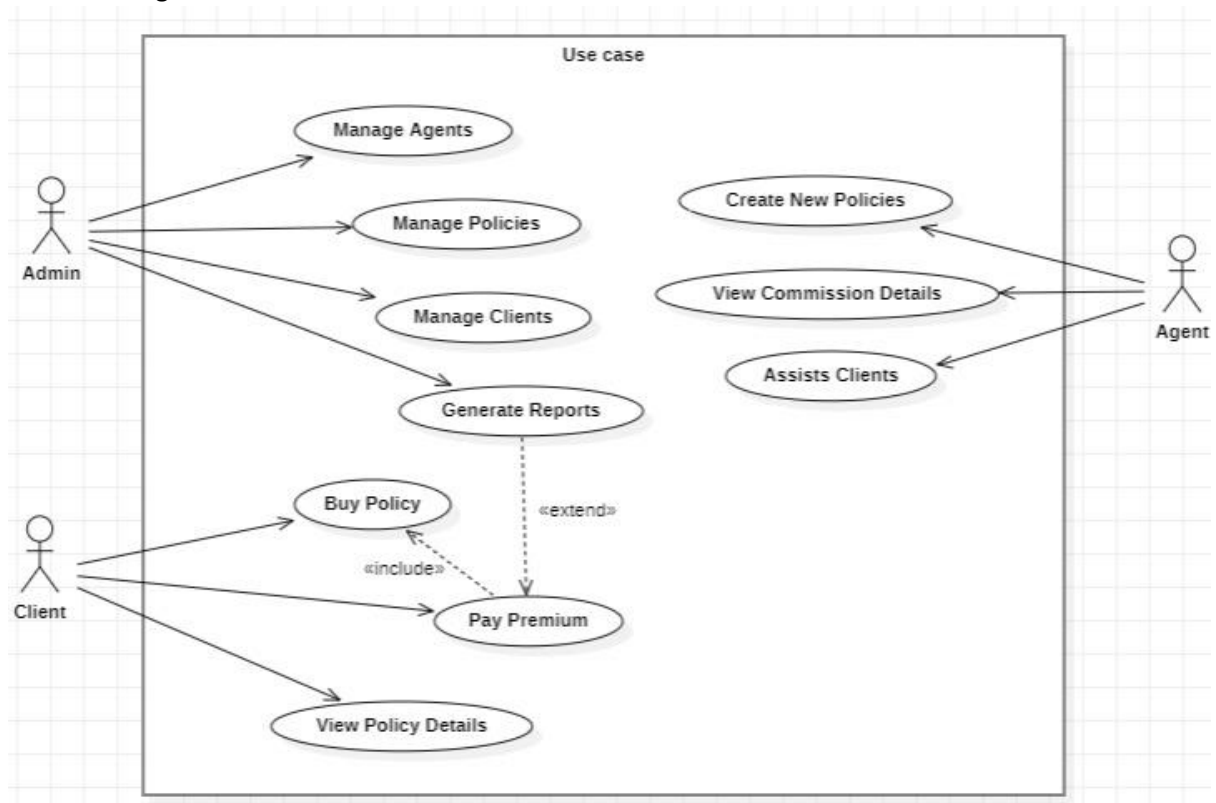 Use case
Manage Agents
Create New Policies
Manage Policies
Admin
View Commission Details
Manage Clients
Agent
Assists Clients
Generate Reports
Buy Policy
«extend»
«include»
Client
Pay Premium
View Policy Details